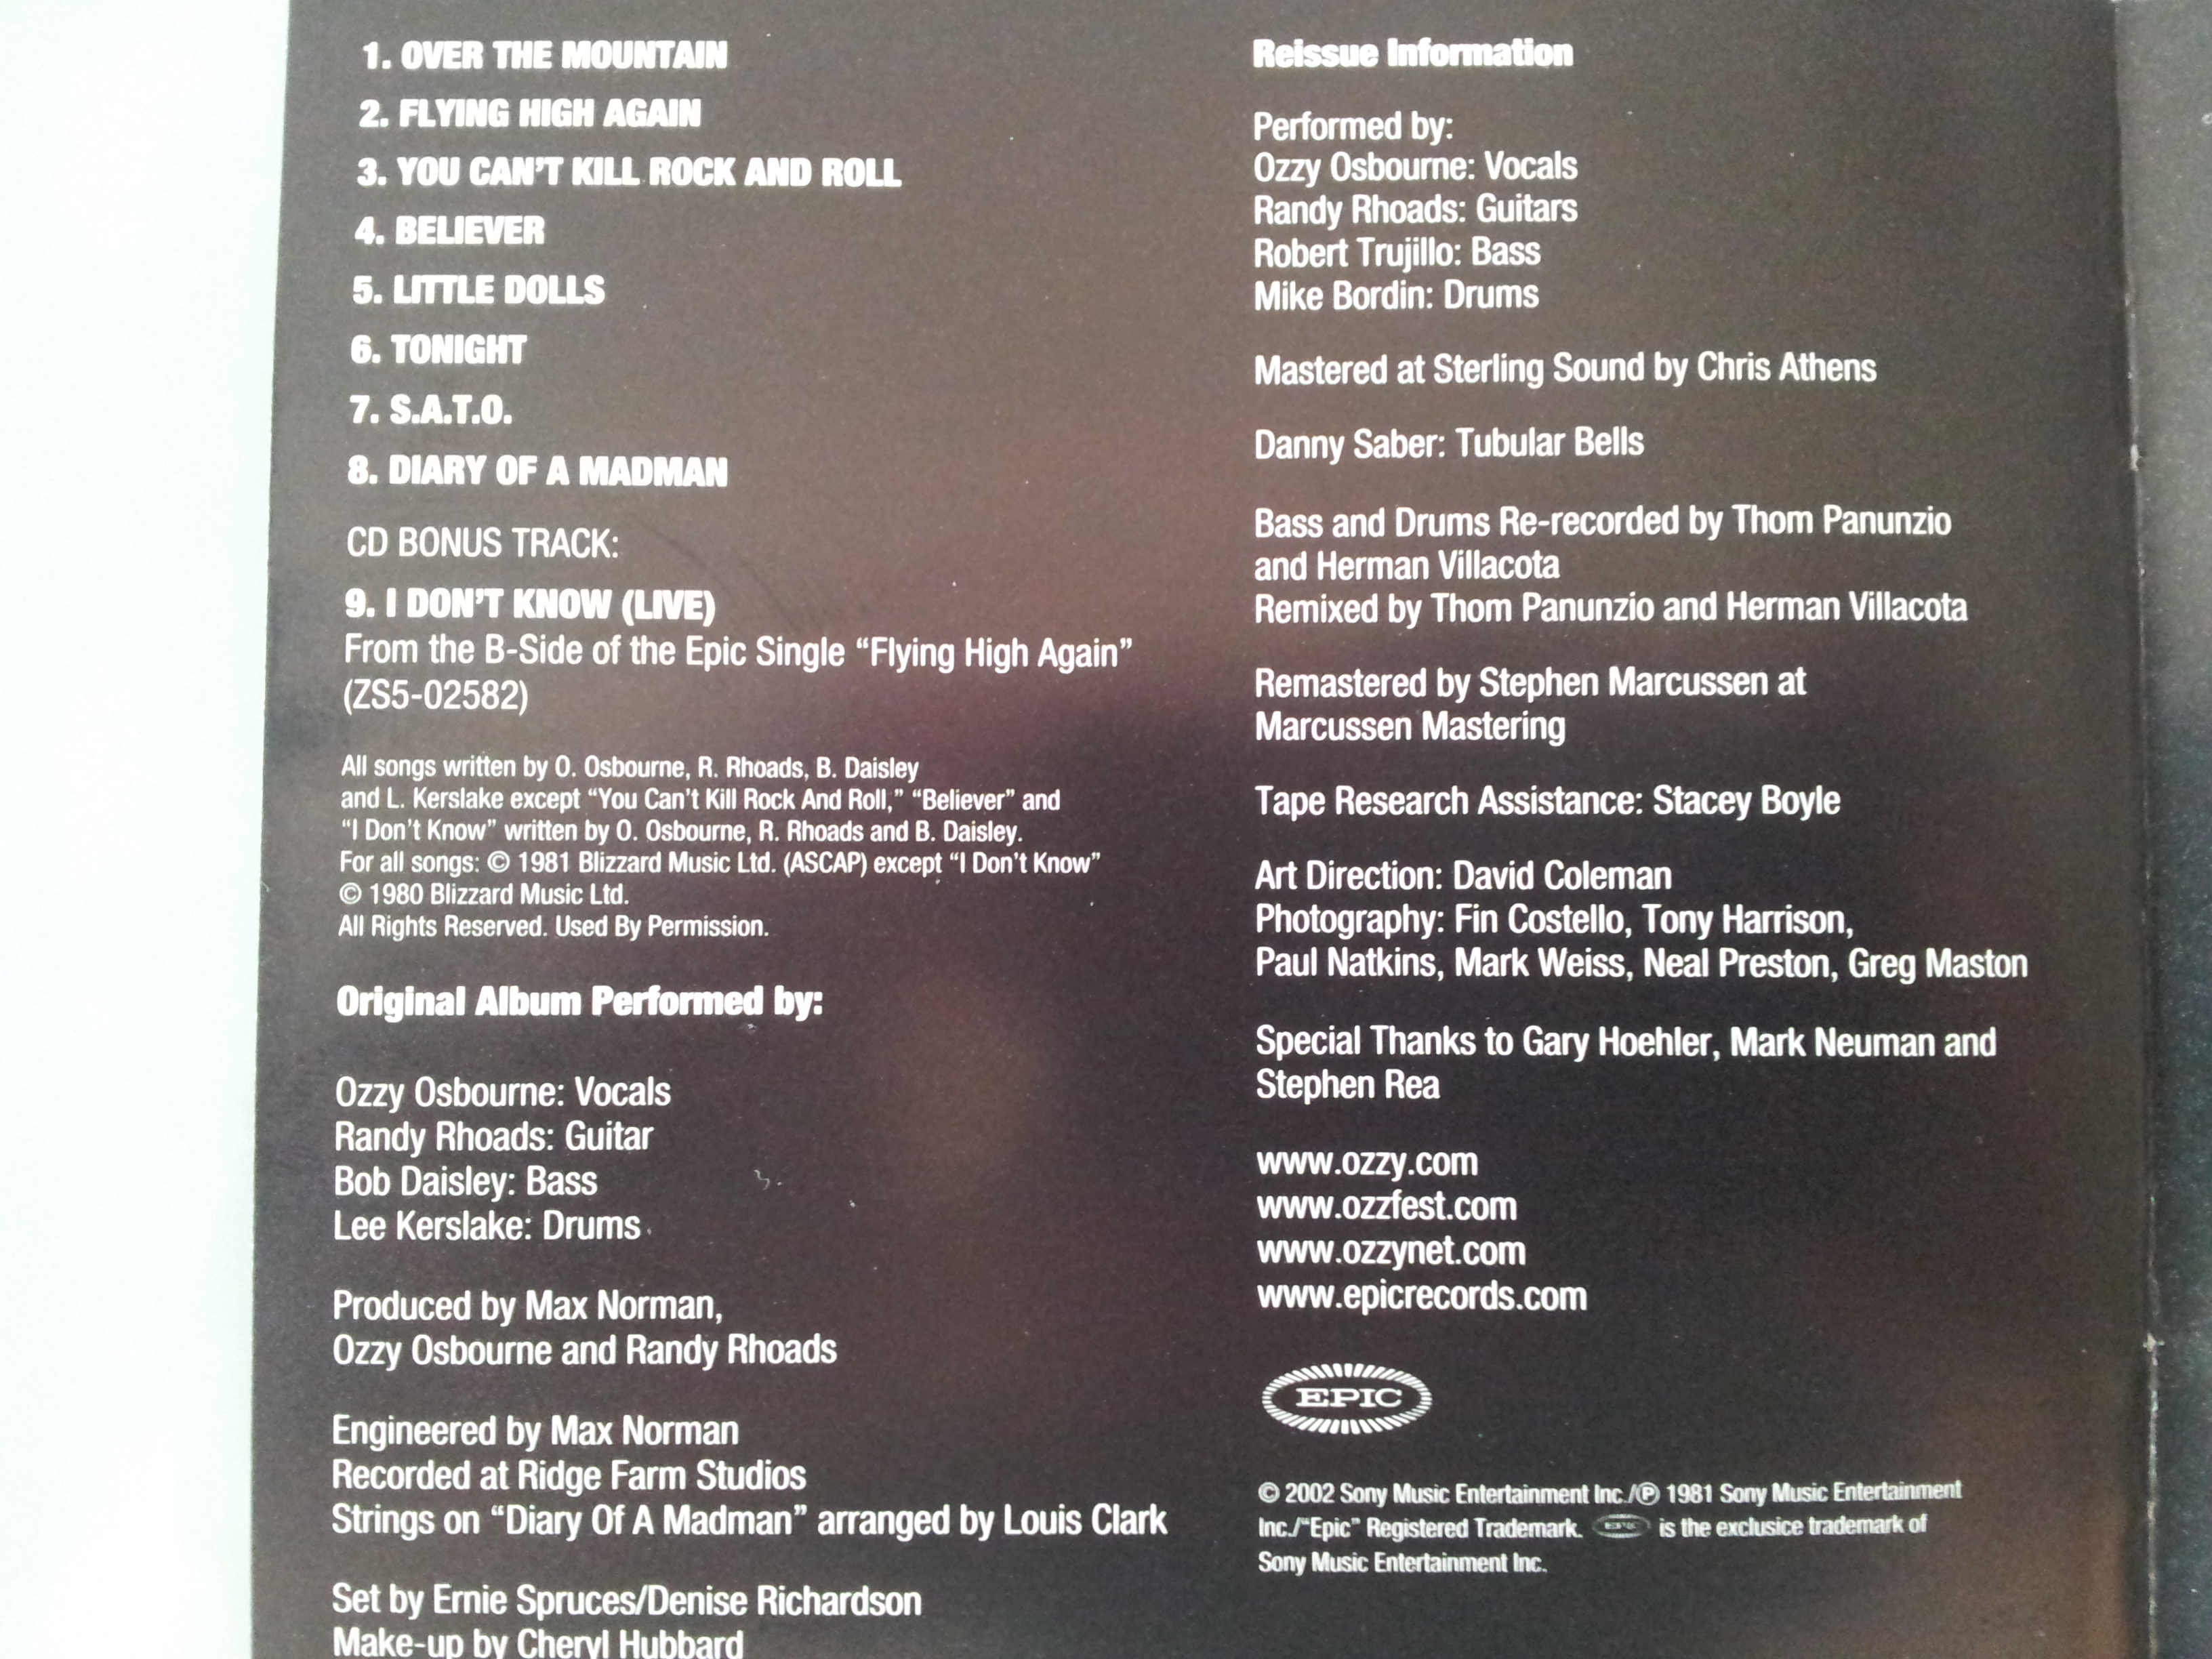 1. OVER THE MOUNTAIN
2. FLYING HIGH AGAIN
3. YOU CAN'T KILL ROCK AND ROLL
4. BELIEVER
5. LITTLE DOLLS
6. TONIGHT
7. S.A.T.O.
8. DIARY OF A MADMAN
CD BONUS TRACK:
9. I DON'T KNOW (LIVE)
From the B-Side of the Epic Single “Flying High Again”
(ZS5-02582)
All songs written by O. Osbourne, R. Rhoads, B. Daisley
and L. Kerslake except “You Can't Kill Rock And Roll,” “Believer” and
“I Don't Know” written by O. Osbourne, R. Rhoads and B. Daisley.
For all songs: © 1981 Blizzard Music Ltd. (ASCAP) except “I Don't Know”
© 1980 Blizzard Music Ltd.
All Rights Reserved. Used By Permission.
Original Album Performed by:
Ozzy Osbourne: Vocals
Randy Rhoads: Guitar
Bob Daisley: Bass
Lee Kerslake: Drums
Produced by Max Norman,
Ozzy Osbourne and Randy Rhoads
Engineered by Max Norman
Recorded at Ridge Farm Studios
Strings on “Diary Of A Madman” arranged by Louis Clark
Set by Ernie Spruces/Denise Richardson
Make-up by Cheryl Hubbard
Reissue Information
Performed by:
Ozzy Osbourne: Vocals
Randy Rhoads: Guitars
Robert Trujillo: Bass
Mike Bordin: Drums
Mastered at Sterling Sound by Chris Athens
Danny Saber: Tubular Bells
Bass and Drums Re-recorded by Thom Panunzio
and Herman Villacota
Remixed by Thom Panunzio and Herman Villacota
Remastered by Stephen Marcussen at
Marcussen Mastering
Tape Research Assistance: Stacey Boyle
Art Direction: David Coleman
Photography: Fin Costello, Tony Harrison,
Paul Natkins, Mark Weiss, Neal Preston, Greg Maston
Special Thanks to Gary Hoehler, Mark Neuman and
Stephen Rea
www.ozzy.com
www.ozzfest.com
www.ozzynet.com
www.epicrecords.com
EPIC
© 2002 Sony Music Entertainment Inc./℗ 1981 Sony Music Entertainment
Inc./“Epic” Registered Trademark. EPIC is the exclusice trademark of
Sony Music Entertainment Inc.